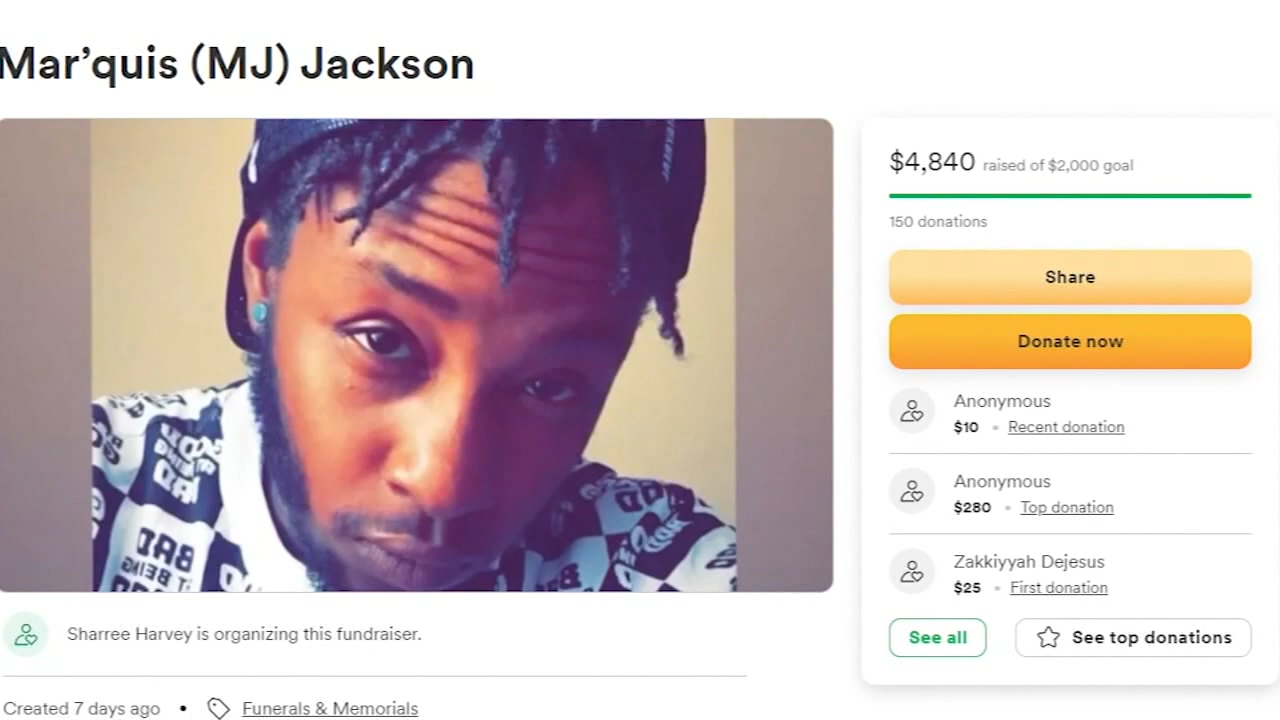 Mar’quis (MJ) Jackson
$4,840 raised of $2,000 goal
150 donations
Share
Donate now
Anonymous
$10 • Recent donation
Anonymous
$280 • Top donation
Zakkiyyah Dejesus
$25 • First donation
See all
See top donations
BAD
Sharree Harvey is organizing this fundraiser.
Created 7 days ago • Funerals & Memorials